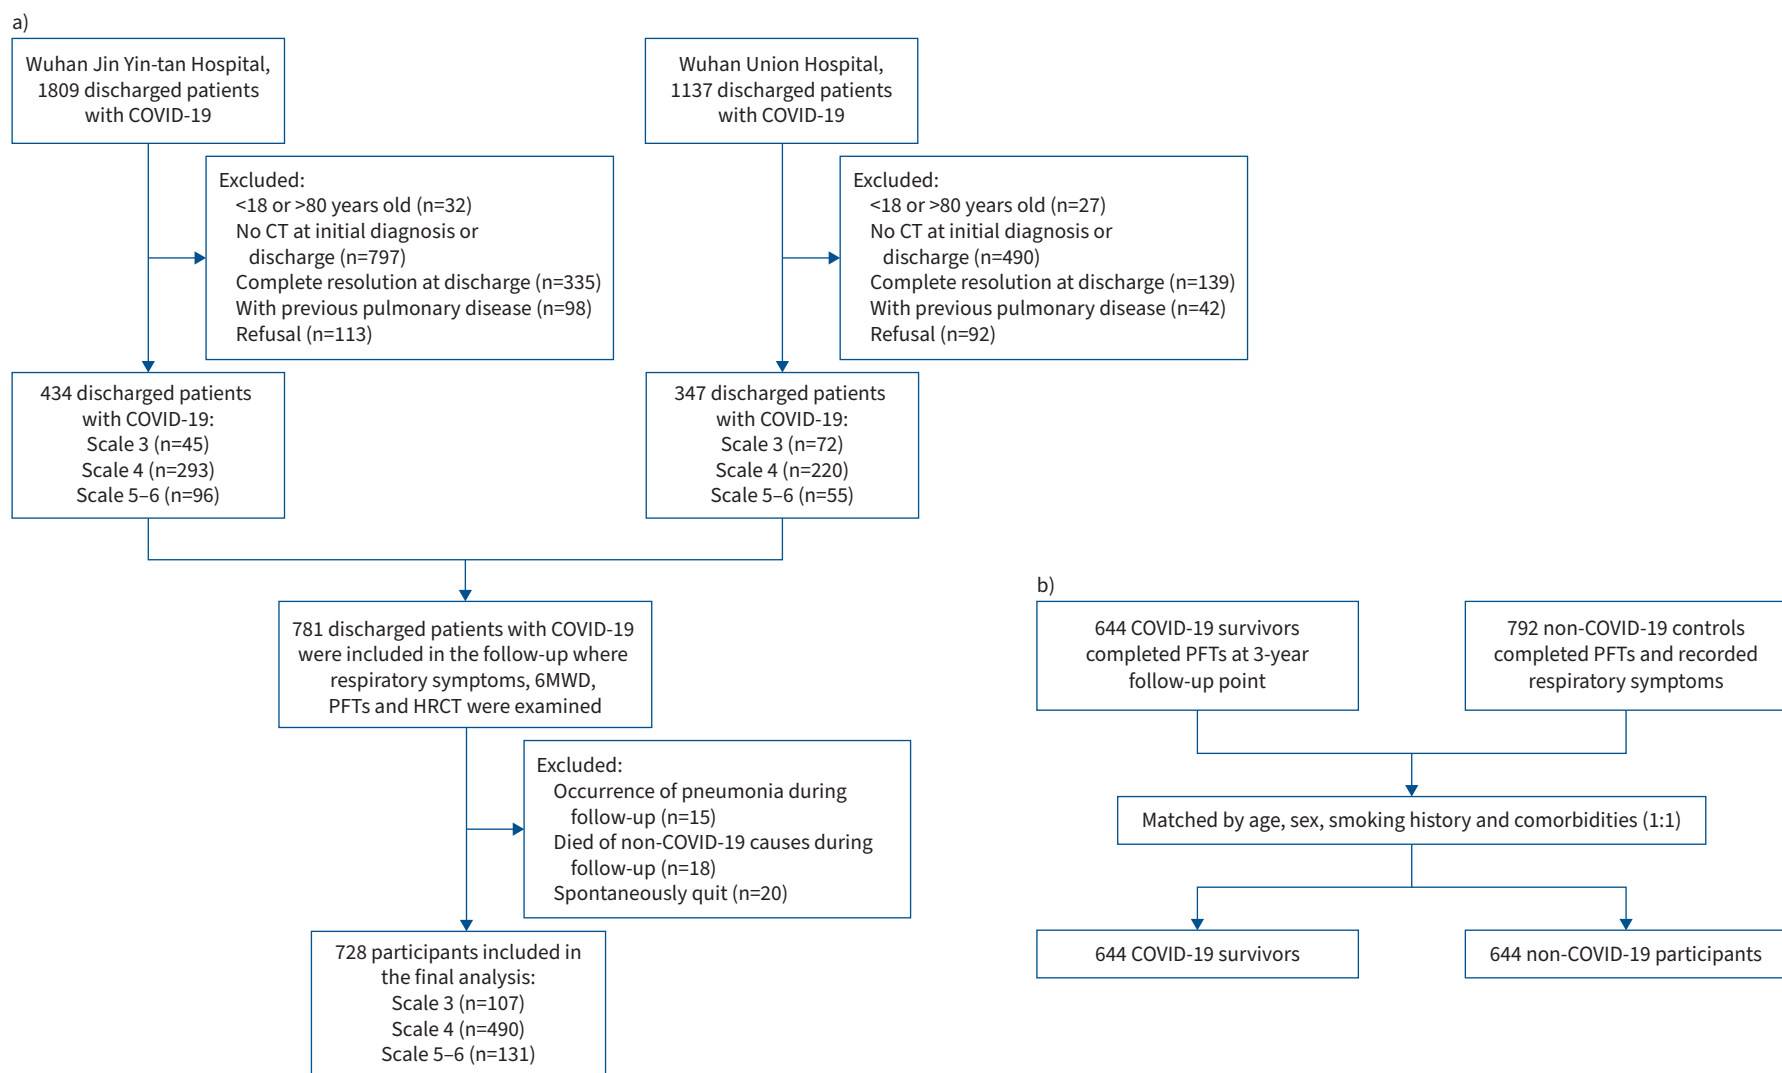 a)
Wuhan Jin Yin-tan Hospital,
1809 discharged patients
with COVID-19
Wuhan Union Hospital,
1137 discharged patients
with COVID-19
Excluded:
<18 or >80 years old (n=32)
No CT at initial diagnosis or
discharge (n=797)
Complete resolution at discharge (n=335)
With previous pulmonary disease (n=98)
Refusal (n=113)
Excluded:
<18 or >80 years old (n=27)
No CT at initial diagnosis or
discharge (n=490)
Complete resolution at discharge (n=139)
With previous pulmonary disease (n=42)
Refusal (n=92)
434 discharged patients
with COVID-19:
Scale 3 (n=45)
Scale 4 (n=293)
Scale 5–6 (n=96)
347 discharged patients
with COVID-19:
Scale 3 (n=72)
Scale 4 (n=220)
Scale 5–6 (n=55)
781 discharged patients with COVID-19
were included in the follow-up where
respiratory symptoms, 6MWD,
PFTs and HRCT were examined
Excluded:
Occurrence of pneumonia during
follow-up (n=15)
Died of non-COVID-19 causes during
follow-up (n=18)
Spontaneously quit (n=20)
728 participants included in
the final analysis:
Scale 3 (n=107)
Scale 4 (n=490)
Scale 5–6 (n=131)
b)
644 COVID-19 survivors
completed PFTs at 3-year
follow-up point
792 non-COVID-19 controls
completed PFTs and recorded
respiratory symptoms
Matched by age, sex, smoking history and comorbidities (1:1)
644 COVID-19 survivors
644 non-COVID-19 participants